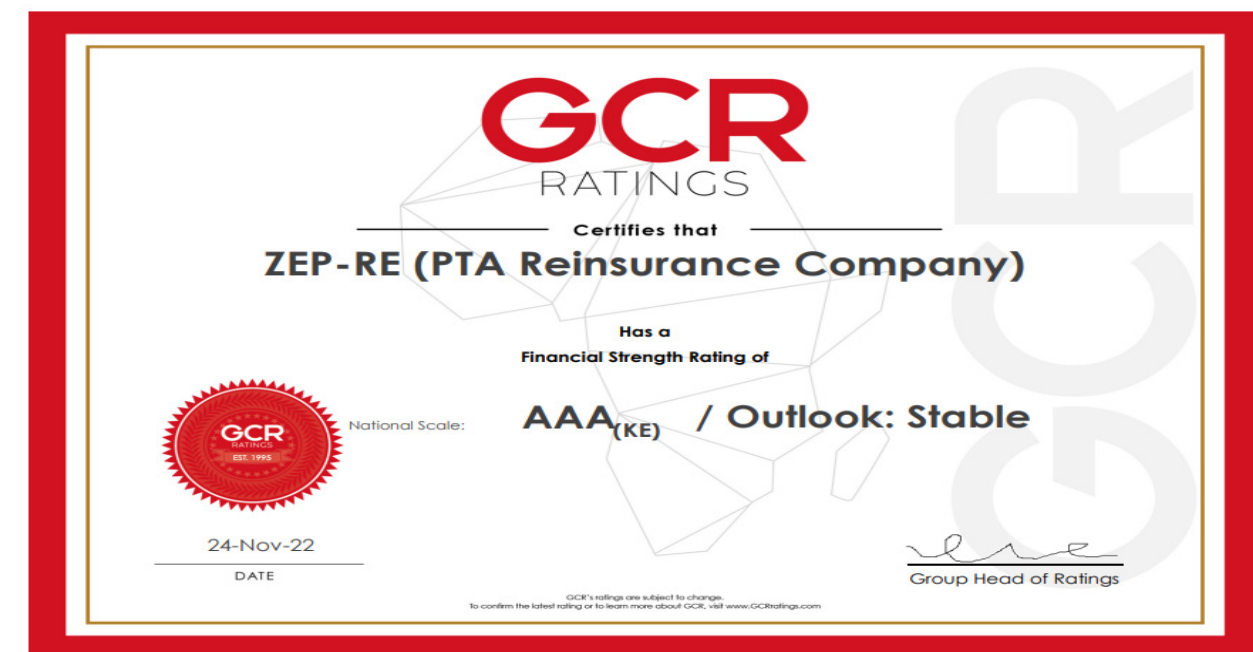 GCR
RATINGS
Certifies that
ZEP-RE (PTA Reinsurance Company)
Has a
Financial Strength Rating of
National Scale: AAA(KE) / Outlook: Stable
GCR
RATINGS
EST. 1995
24-Nov-22
DATE
Group Head of Ratings
GCR's ratings are subject to change.
To confirm the latest rating or to learn more about GCR, visit www.GCRratings.com
GCR